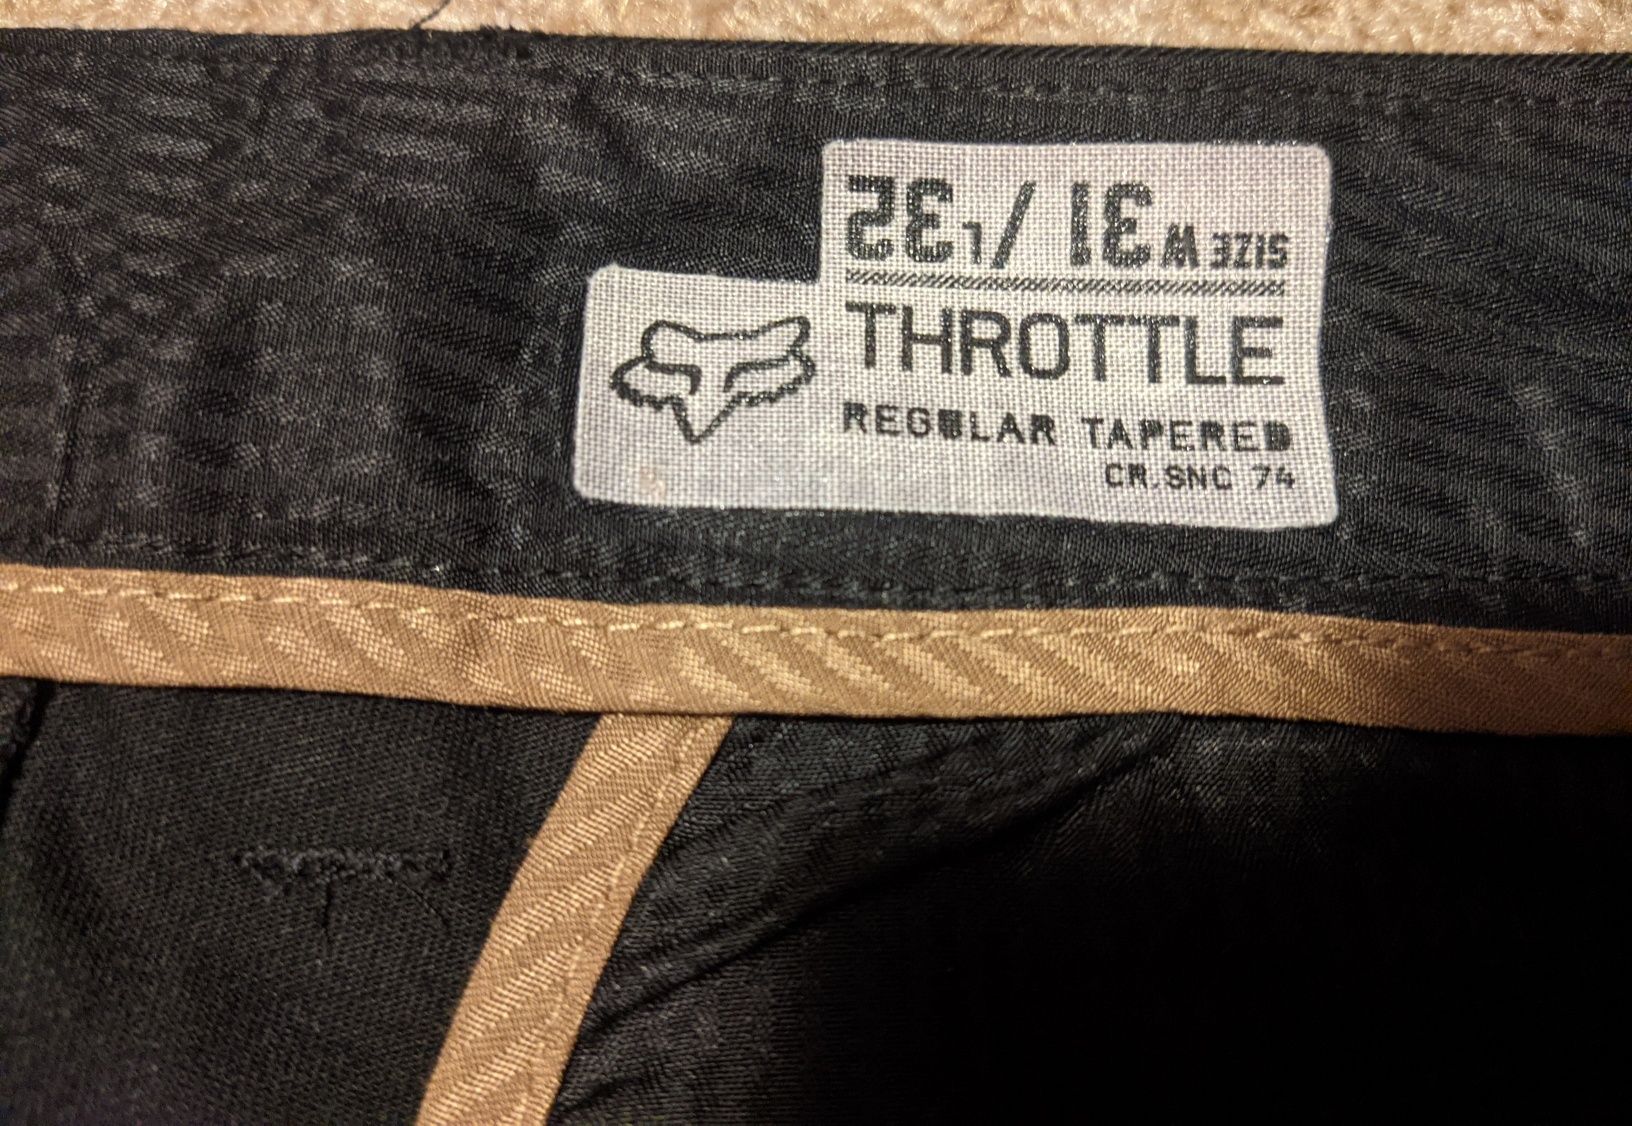 SIZE W 31 / L 32
THROTTLE
REGULAR TAPERED
CR.SNC 74